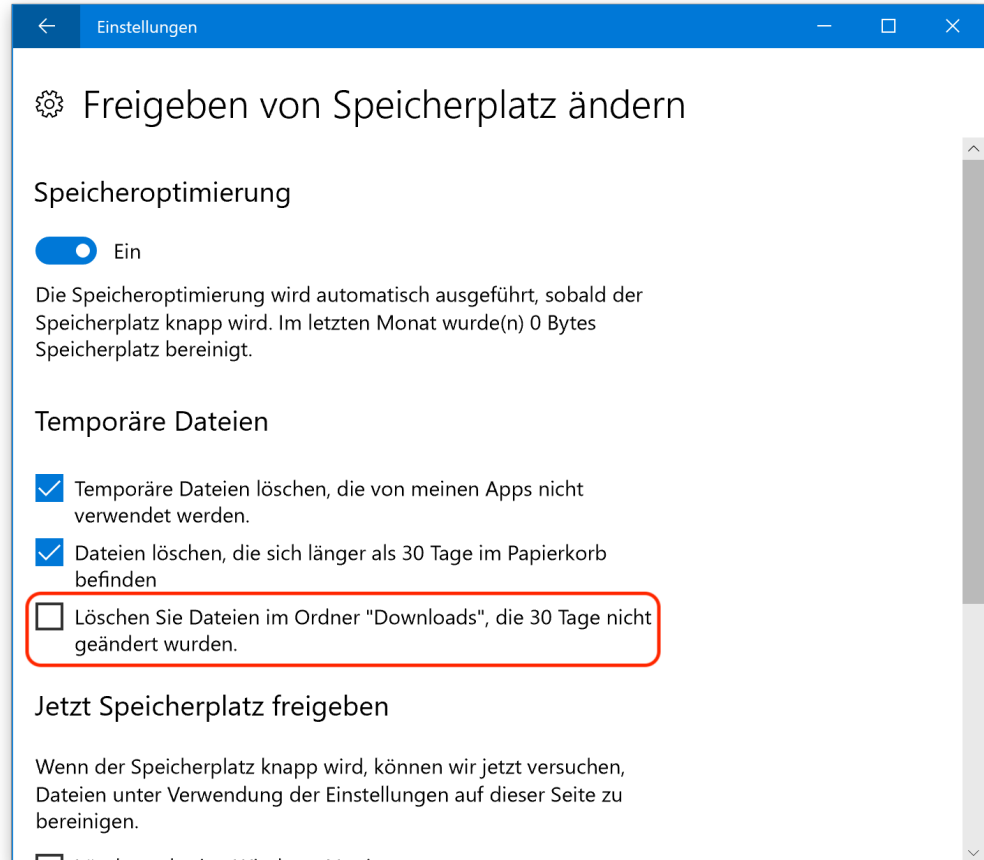 Einstellungen
Freigeben von Speicherplatz ändern
Speicheroptimierung
Ein
Die Speicheroptimierung wird automatisch ausgeführt, sobald der
Speicherplatz knapp wird. Im letzten Monat wurde(n) 0 Bytes
Speicherplatz bereinigt.
Temporäre Dateien
Temporäre Dateien löschen, die von meinen Apps nicht
verwendet werden.
Dateien löschen, die sich länger als 30 Tage im Papierkorb
befinden
Löschen Sie Dateien im Ordner "Downloads", die 30 Tage nicht
geändert wurden.
Jetzt Speicherplatz freigeben
Wenn der Speicherplatz knapp wird, können wir jetzt versuchen,
Dateien unter Verwendung der Einstellungen auf dieser Seite zu
bereinigen.